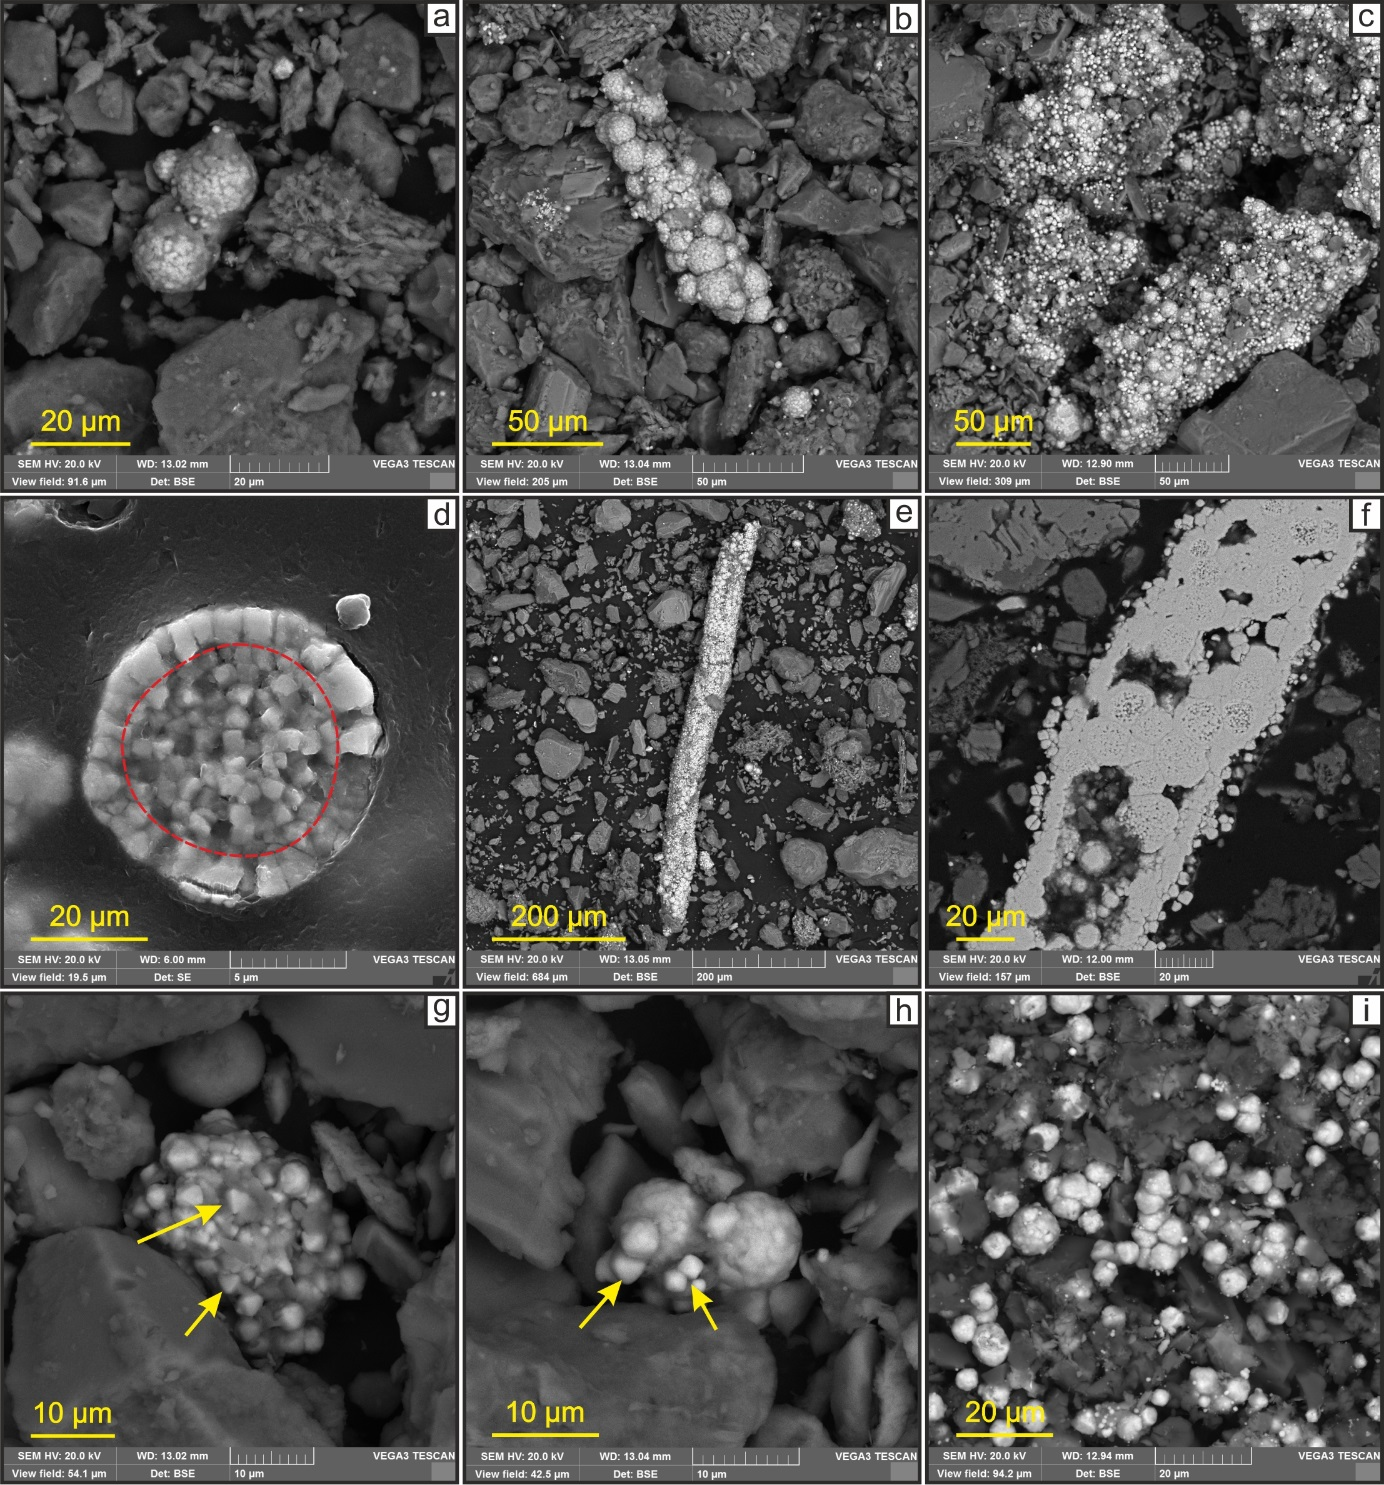 a
20 µm
SEM HV: 20.0 kV WD: 13.02 mm VEGA3 TESCAN
View field: 91.6 µm Det: BSE 20 µm
b
50 µm
SEM HV: 20.0 kV WD: 13.04 mm VEGA3 TESCAN
View field: 205 µm Det: BSE 50 µm
c
50 µm
SEM HV: 20.0 kV WD: 12.90 mm VEGA3 TESCAN
View field: 309 µm Det: BSE 50 µm
d
20 µm
SEM HV: 20.0 kV WD: 6.00 mm VEGA3 TESCAN
View field: 19.5 µm Det: SE 5 µm
e
200 µm
SEM HV: 20.0 kV WD: 13.05 mm VEGA3 TESCAN
View field: 684 µm Det: BSE 200 µm
f
20 µm
SEM HV: 20.0 kV WD: 12.00 mm VEGA3 TESCAN
View field: 157 µm Det: BSE 20 µm
g
10 µm
SEM HV: 20.0 kV WD: 13.02 mm VEGA3 TESCAN
View field: 54.1 µm Det: BSE 10 µm
h
10 µm
SEM HV: 20.0 kV WD: 13.04 mm VEGA3 TESCAN
View field: 42.5 µm Det: BSE 10 µm
i
20 µm
SEM HV: 20.0 kV WD: 12.94 mm VEGA3 TESCAN
View field: 94.2 µm Det: BSE 20 µm